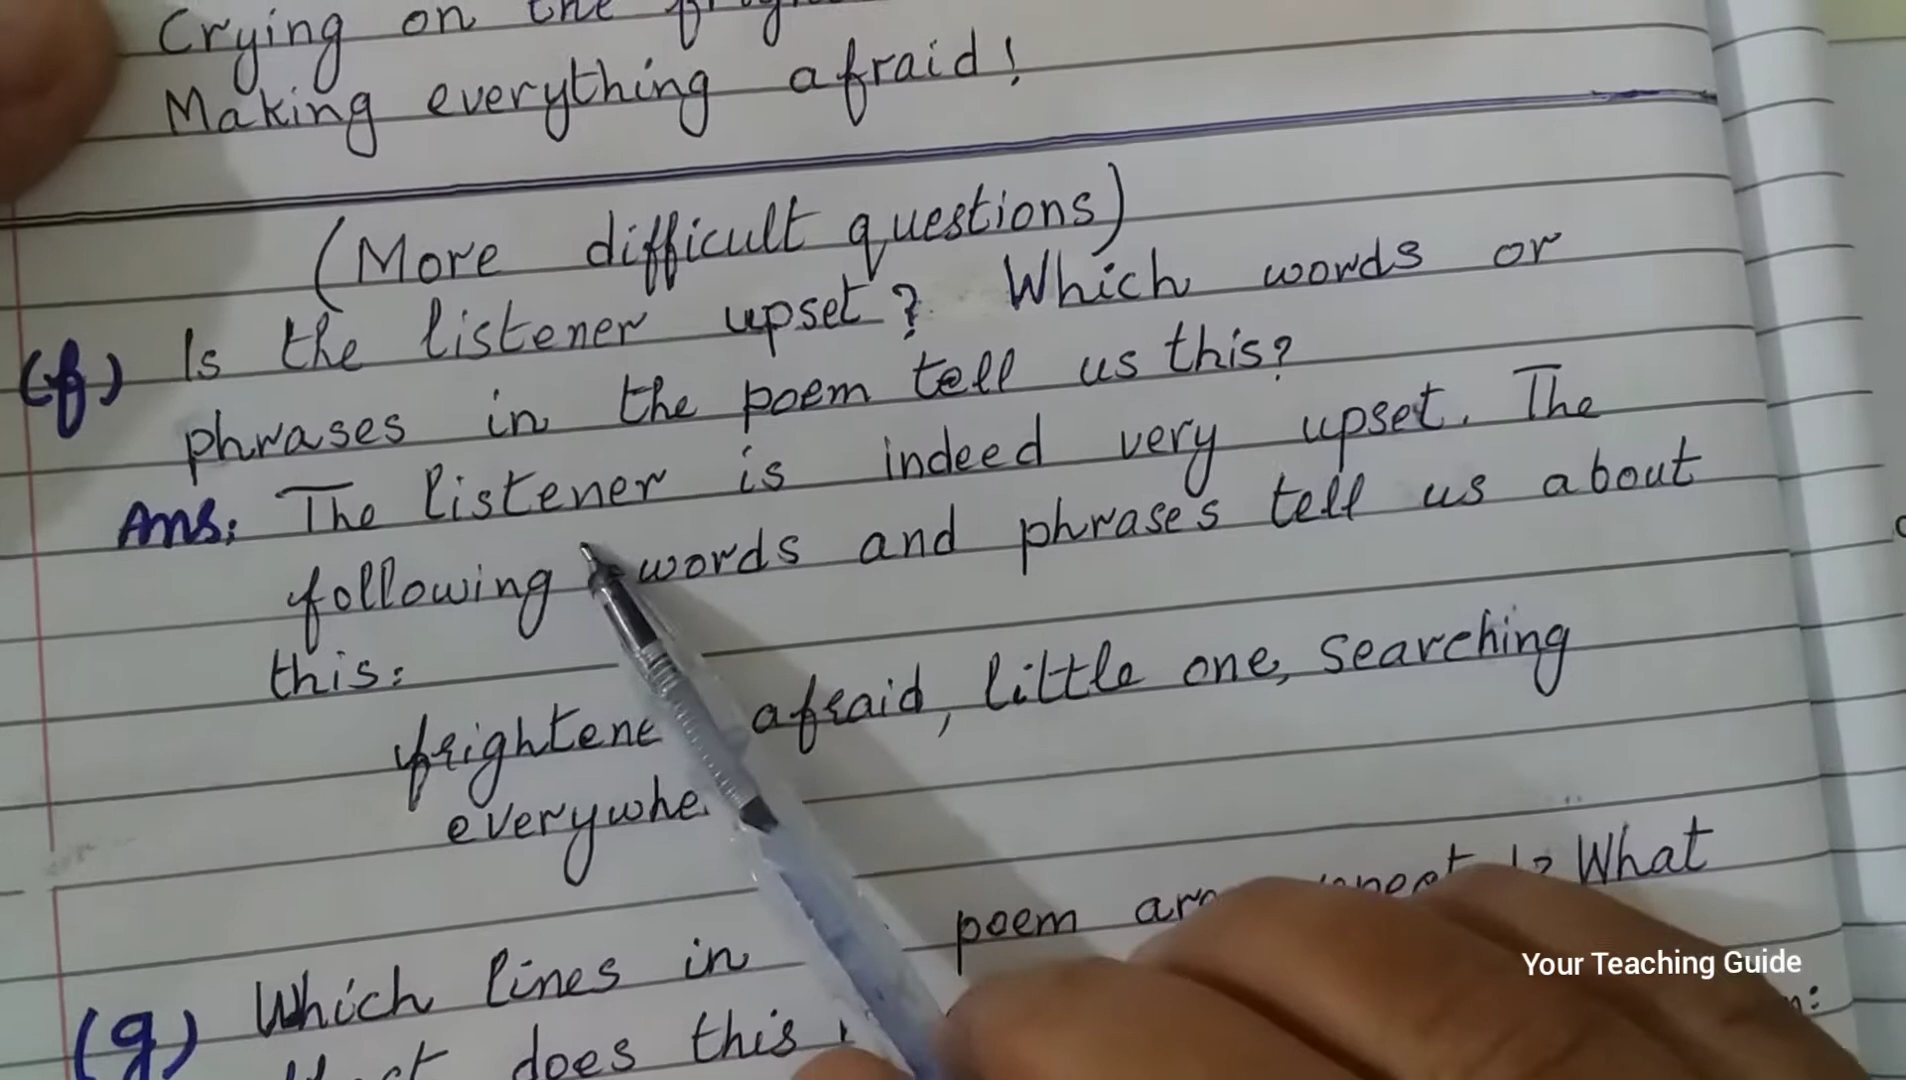 Crying on the
Making everything afraid!
(More difficult questions)
(f) Is the listener upset? Which words or
phrases in the poem tell us this?
Ans: The listener is indeed very upset. The
following words and phrases tell us about
this:
afraid, little one, searching
(g) Which lines in poem What
does this
Your Teaching Guide